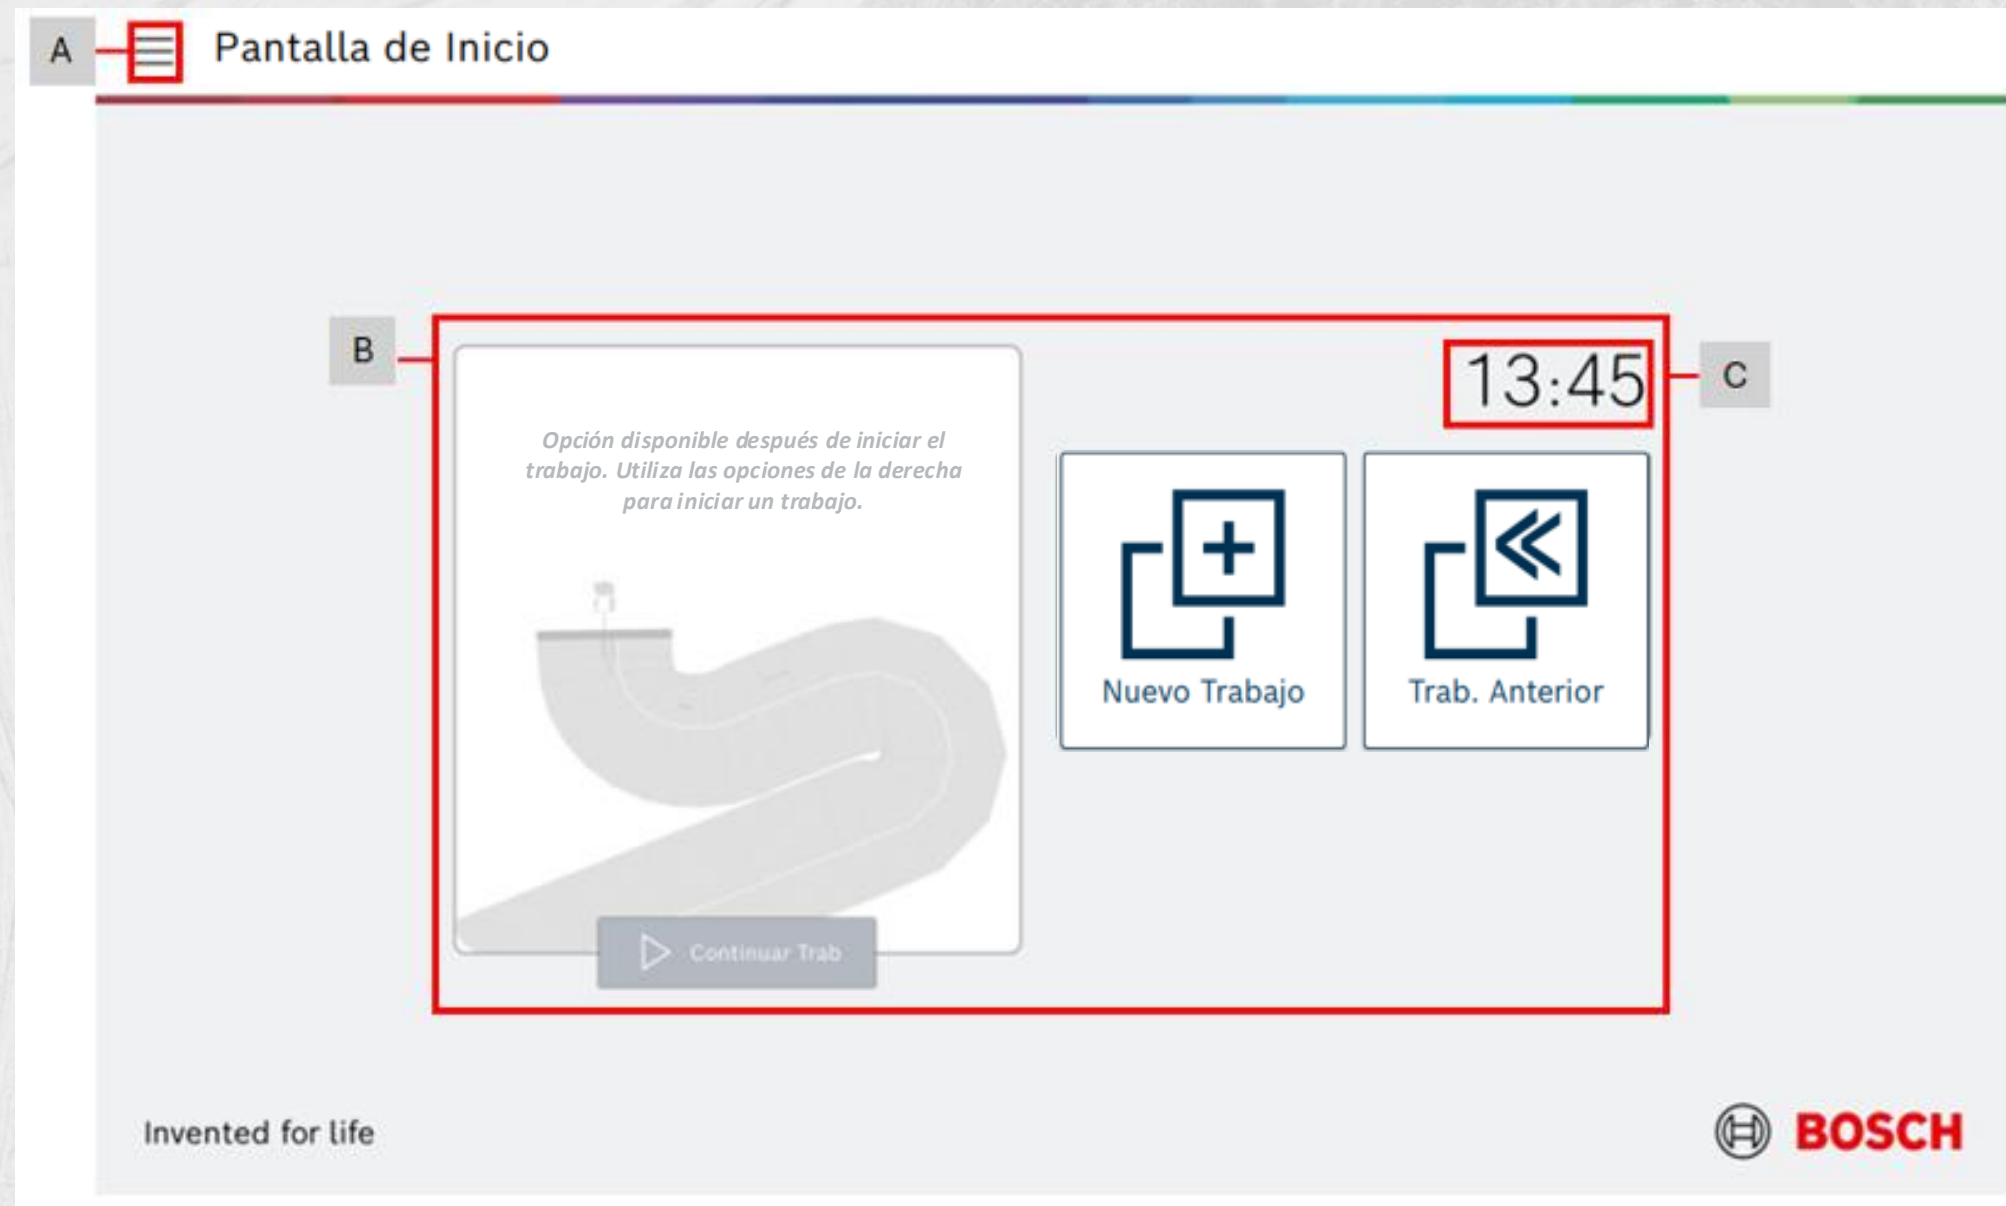 A
Pantalla de Inicio
B
13:45
C
Opción disponible después de iniciar el
trabajo. Utiliza las opciones de la derecha
para iniciar un trabajo.
Nuevo Trabajo
Trab. Anterior
Continuar Trab
Invented for life
BOSCH